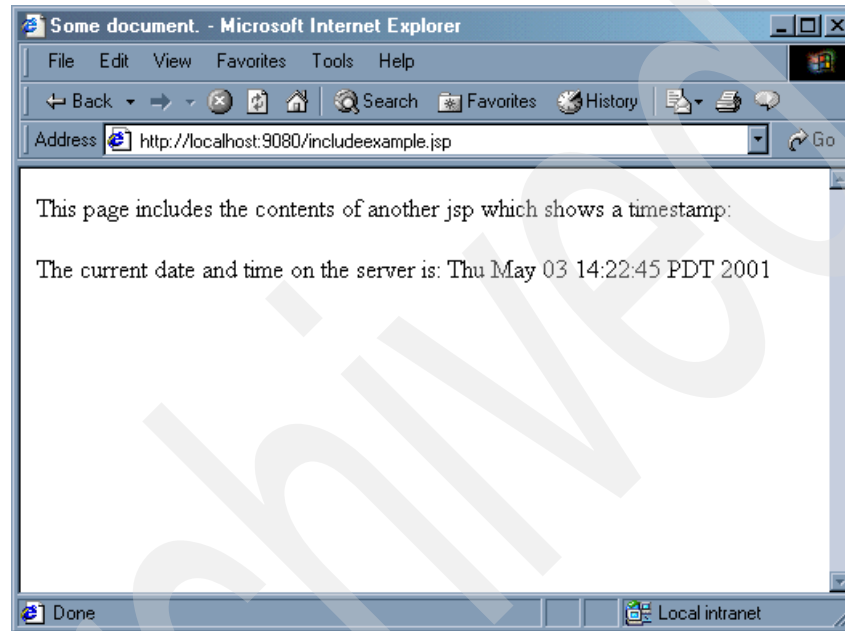 Some document. - Microsoft Internet Explorer
File Edit View Favorites Tools Help
Back Search Favorites History
Address http://localhost:9080/includeexample.jsp Go
This page includes the contents of another jsp which shows a timestamp:
The current date and time on the server is: Thu May 03 14:22:45 PDT 2001
Done Local intranet